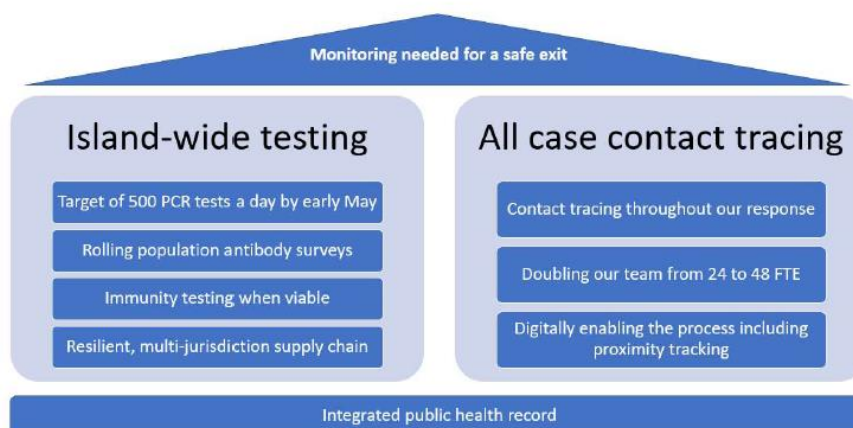 Monitoring needed for a safe exit
Island-wide testing
Target of 500 PCR tests a day by early May
Rolling population antibody surveys
Immunity testing when viable
Resilient, multi-jurisdiction supply chain
All case contact tracing
Contact tracing throughout our response
Doubling our team from 24 to 48 FTE
Digitally enabling the process including
proximity tracking
Integrated public health record